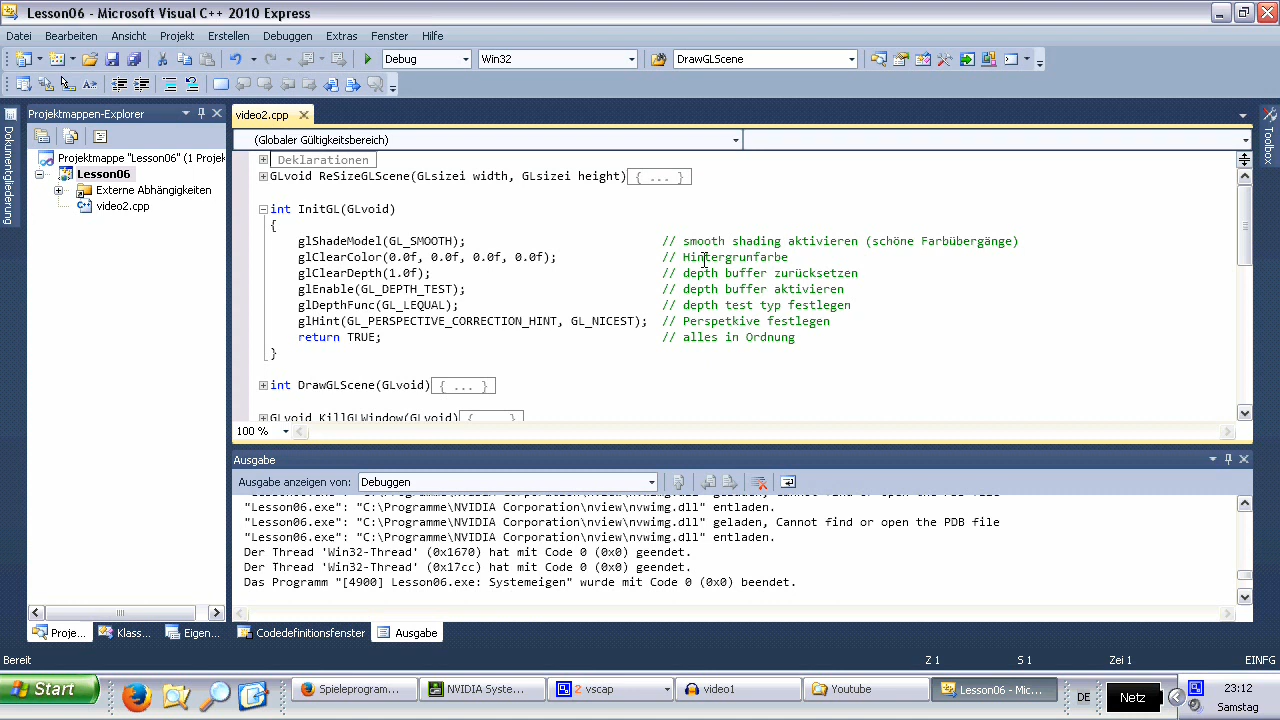 Lesson06 - Microsoft Visual C++ 2010 Express
Datei Bearbeiten Ansicht Projekt Erstellen Debuggen Extras Fenster Hilfe
Debug Win32 DrawGLScene
Dokumentgliederung
Projektmappen-Explorer
Projektmappe "Lesson06" (1 Projek
Lesson06
Externe Abhängigkeiten
video2.cpp
Proje... Klass... Eigen...
video2.cpp
(Globaler Gültigkeitsbereich)
Deklarationen
GLvoid ReSizeGLScene(GLsizei width, GLsizei height){ ... }
int InitGL(GLvoid)
{
glShadeModel(GL_SMOOTH); // smooth shading aktivieren (schöne Farbübergänge)
glClearColor(0.0f, 0.0f, 0.0f, 0.0f); // Hintergrunfarbe
glClearDepth(1.0f); // depth buffer zurücksetzen
glEnable(GL_DEPTH_TEST); // depth buffer aktivieren
glDepthFunc(GL_LEQUAL); // depth test typ festlegen
glHint(GL_PERSPECTIVE_CORRECTION_HINT, GL_NICEST); // Perspetkive festlegen
return TRUE; // alles in Ordnung
}
int DrawGLScene(GLvoid){ ... }
GLvoid KillGLWindow(GLvoid){ ... }
100 %
Toolbox
Ausgabe
Ausgabe anzeigen von: Debuggen
"Lesson06.exe": "C:\Programme\NVIDIA Corporation\nview\nvwing.dll" entladen.
"Lesson06.exe": "C:\Programme\NVIDIA Corporation\nview\nvwing.dll" geladen, Cannot find or open the PDB file
"Lesson06.exe": "C:\Programme\NVIDIA Corporation\nview\nvwing.dll" entladen.
Der Thread 'Win32-Thread' (0x1670) hat mit Code 0 (0x0) geendet.
Der Thread 'Win32-Thread' (0x17cc) hat mit Code 0 (0x0) geendet.
Das Programm "[4900] Lesson06.exe: Systemeigen" wurde mit Code 0 (0x0) beendet.
Codedefinitionsfenster Ausgabe
Bereit Z 1 S 1 Zei 1 EINFG
Start Spieleprogram... NVIDIA Syste... 2 vscap video1 Youtube Lesson06 - Mic... DE Netz 23:12
Samstag